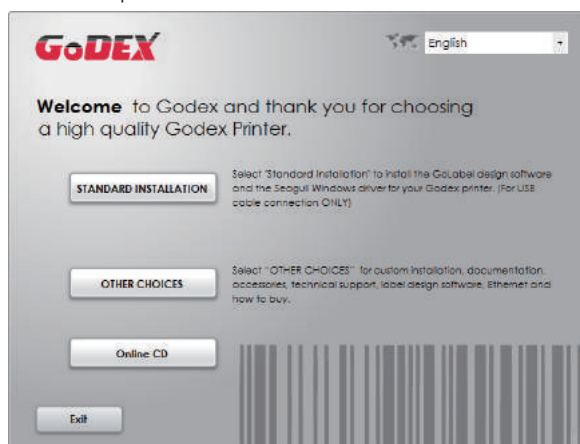 GoDEX
English
Welcome to Godex and thank you for choosing
a high quality Godex Printer.
STANDARD INSTALLATION
Select "Standard Installation" to install the GoLabel design software
and the Seagull Windows driver for your Godex printer. (For USB
cable connection ONLY)
OTHER CHOICES
Select "OTHER CHOICES" for custom installation, documentation,
accessories, technical support, label design software, Ethernet and
how to buy.
Online CD
Exit